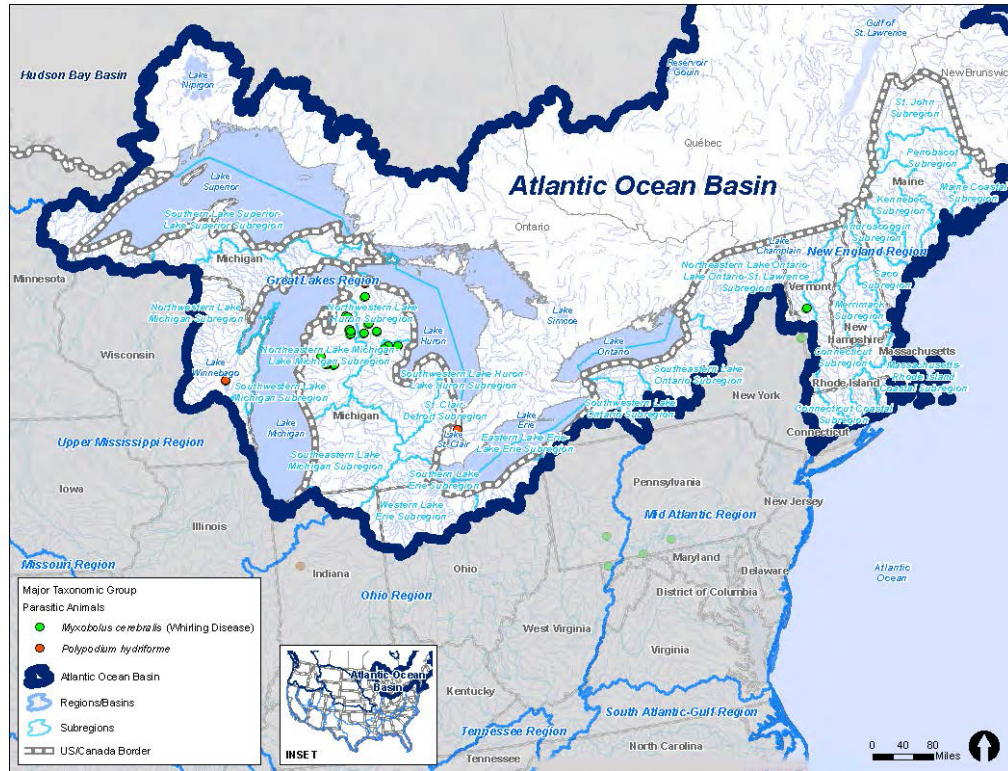 Hudson Bay Basin
Lake
Nipigon
Gulf of
St. Lawrence
Reservoir
Gouin
New Brunswick
St. John
Subregion
Québec
Penobscot
Subregion
Maine
Maine Coastal
Subregion
Kennebec
Subregion
Androscoggin
Subregion
Atlantic Ocean Basin
Lake
Superior
Southern Lake Superior-
Lake Superior Subregion
Ontario
Lake
Champlain
New England Region
Michigan
Minnesota
Great Lakes Region
Northeastern Lake Ontario-
Lake Ontario-St. Lawrence
Subregion
Vermont
Saco
Subregion
Merrimack
Subregion
Northwestern Lake
Michigan Subregion
Northwestern Lake
Huron Subregion
Lake
Simcoe
Lake
Huron
New
Hampshire
Wisconsin
Lake
Winnebago
Northeastern Lake Michigan-
Lake Michigan Subregion
Lake
Ontario
Connecticut
Subregion
Massachusetts
Massachusetts-
Rhode Island
Coastal Subregion
Southwestern Lake
Michigan Subregion
Southwestern Lake Huron-
Lake Huron Subregion
Southeastern Lake
Ontario Subregion
Rhode Island
New York
Michigan
St. Clair-
Detroit Subregion
Southwestern Lake
Ontario Subregion
Connecticut Coastal
Subregion
Connecticut
Lake
Michigan
Lake
St. Clair
Lake
Erie
Eastern Lake Erie-
Lake Erie Subregion
Upper Mississippi Region
Southeastern Lake
Michigan Subregion
Southern Lake
Erie Subregion
Western Lake
Erie Subregion
Pennsylvania
New Jersey
Iowa
Illinois
Mid Atlantic Region
Missouri Region
Indiana
Ohio
Maryland
Delaware
Atlantic
Ocean
Ohio Region
District of Columbia
West Virginia
Virginia
Kentucky
South Atlantic-Gulf Region
Tennessee Region
North Carolina
Tennessee
Major Taxonomic Group
Parasitic Animals
Myxobolus cerebralis (Whirling Disease)
Polypodium hydriforme
Atlantic Ocean Basin
Regions/Basins
Subregions
US/Canada Border
Atlantic Ocean
Basin
INSET
0 40 80
Miles